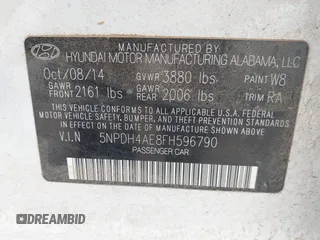 MANUFACTURED BY
HYUNDAI MOTOR MANUFACTURING ALABAMA, LLC
Oct/08/14 GVWR 3880 lbs PAINT W8
GAWR FRONT 2161 lbs GAWR REAR 2006 lbs TRIM RA
THIS VEHICLE CONFORMS TO ALL APPLICABLE U.S.A. FEDERAL
MOTOR VEHICLE SAFETY, BUMPER, AND THEFT PREVENTION
STANDARDS IN EFFECT ON THE DATE OF MANUFACTURE
SHOWN ABOVE.
V.I.N 5NPDH4AE8FH596790
PASSENGER CAR
©DIDI.BID